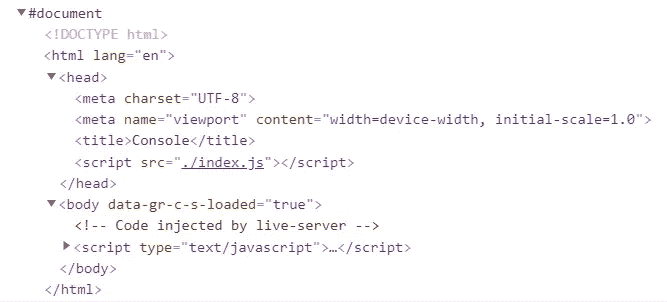 ▼#document
<!DOCTYPE html>
<html lang="en">
▼<head>
<meta charset="UTF-8">
<meta name="viewport" content="width=device-width, initial-scale=1.0">
<title>Console</title>
<script src="./index.js"></script>
</head>
▼<body data-gr-c-s-loaded="true">
<!-- Code injected by live-server -->
▶<script type="text/javascript">…</script>
</body>
</html>